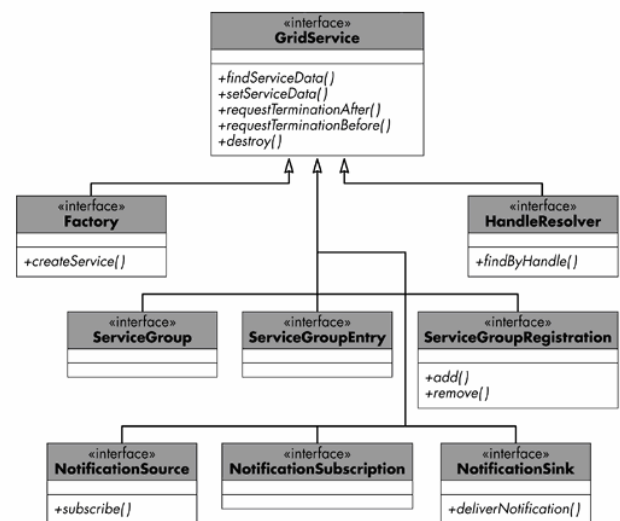 «interface»
GridService
+findServiceData()
+setServiceData()
+requestTerminationAfter()
+requestTerminationBefore()
+destroy()
«interface»
Factory
+createService()
«interface»
HandleResolver
+findByHandle()
«interface»
ServiceGroup
«interface»
ServiceGroupEntry
«interface»
ServiceGroupRegistration
+add()
+remove()
«interface»
NotificationSource
+subscribe()
«interface»
NotificationSubscription
«interface»
NotificationSink
+deliverNotification()